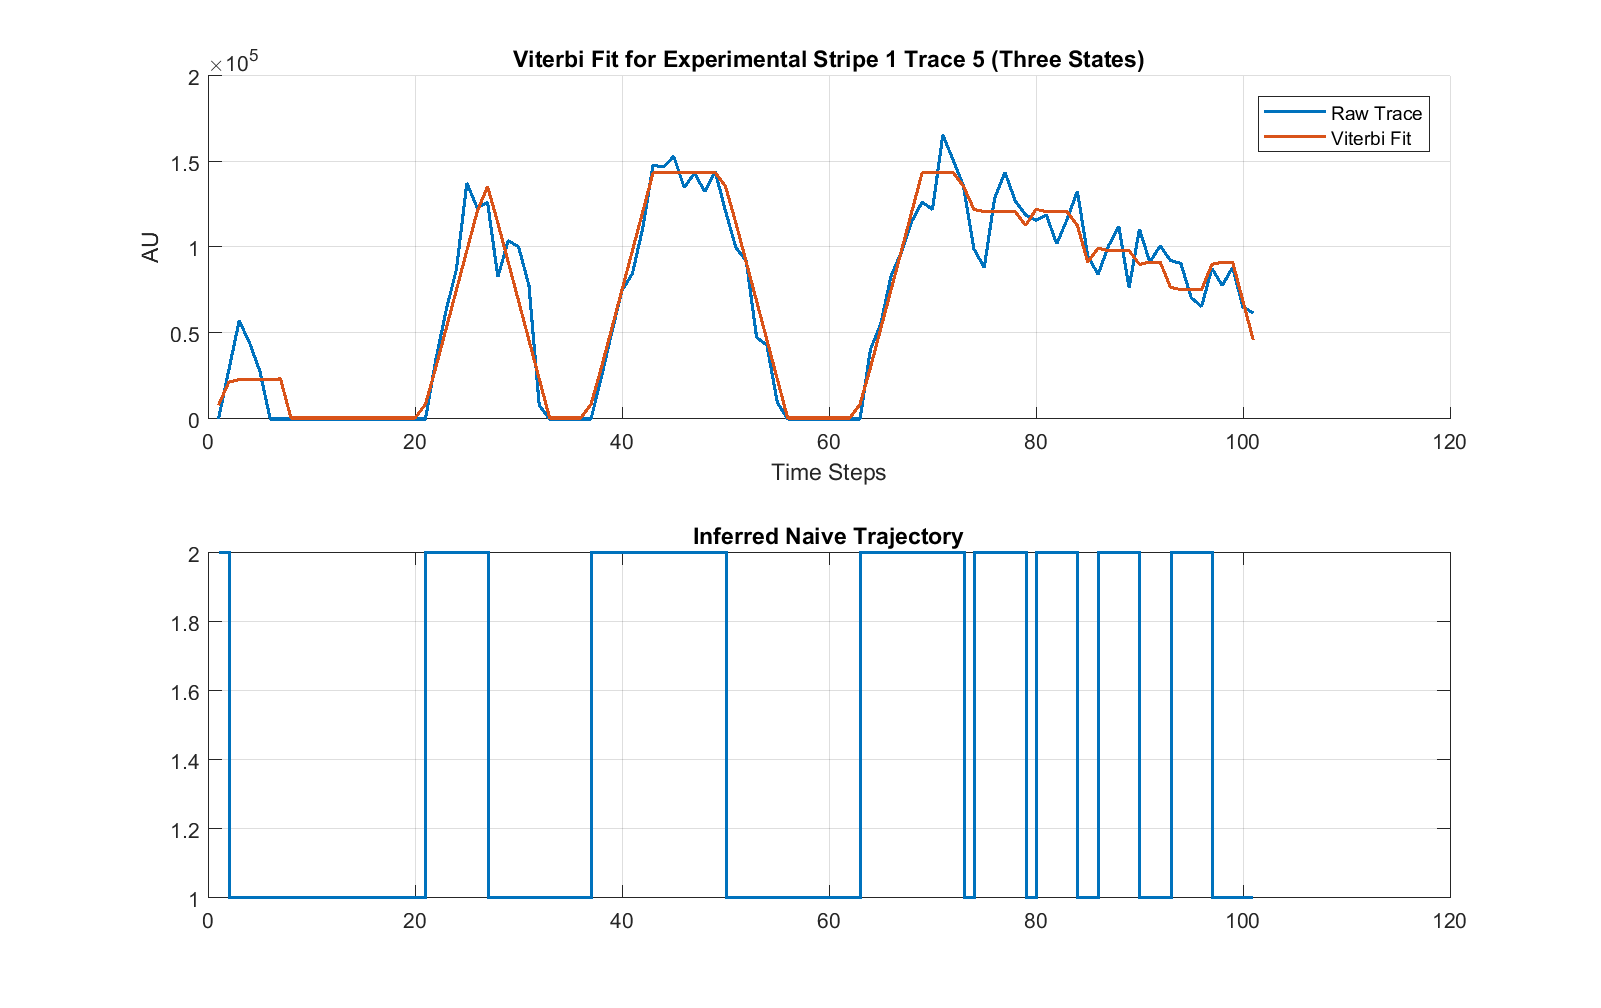 Viterbi Fit for Experimental Stripe 1 Trace 5 (Three States)
×10^5
2
1.5
1
0.5
0
AU
Raw Trace
Viterbi Fit
0 20 40 60 80 100 120
Time Steps
Inferred Naive Trajectory
2
1.8
1.6
1.4
1.2
1
0 20 40 60 80 100 120